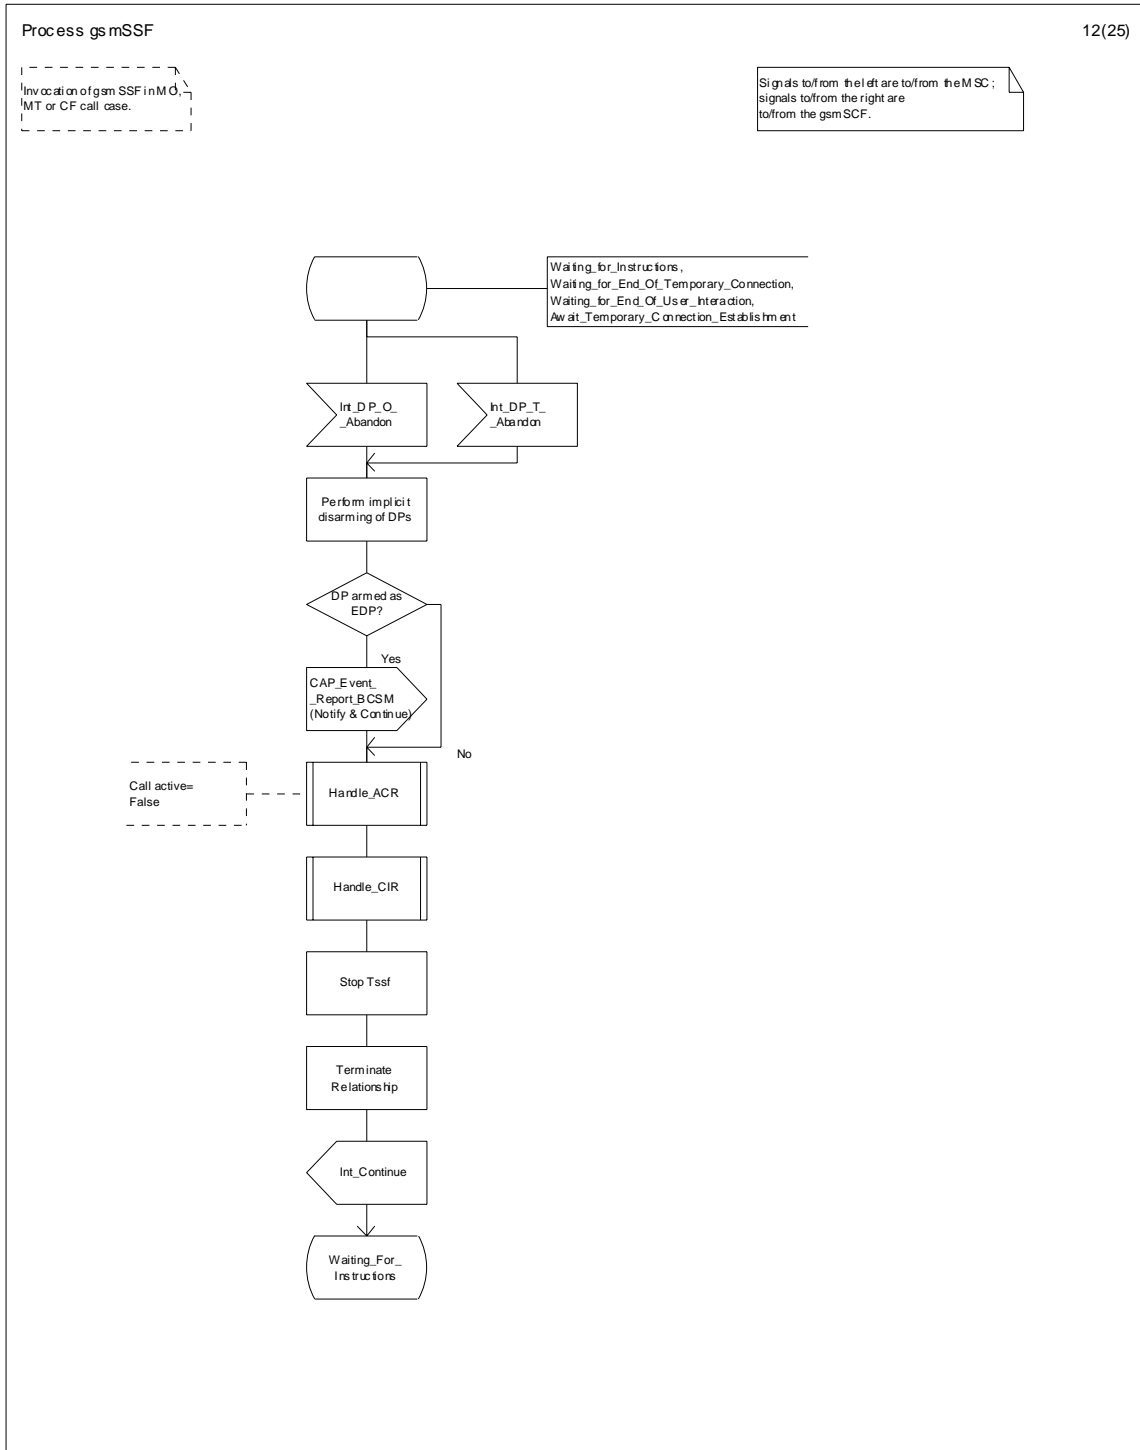 Process gsmSSF
12(25)
Invocation of gsmSSF in MO,
MT or CF call case.
Signals to/from the left are to/from the MSC;
signals to/from the right are
to/from the gsmSCF.
Waiting_for_Instructions,
Waiting_for_End_Of_Temporary_Connection,
Waiting_for_End_Of_User_Interaction,
Await_Temporary_Connection_Establishment
Int_DP_O_
_Abandon
Int_DP_T_
_Abandon
Perform implicit
disarming of DPs
DP armed as
EDP?
Yes
CAP_Event_
_Report_BCSM
(Notify & Continue)
No
Call active=
False
Handle_ACR
Handle_CIR
Stop Tssf
Terminate
Relationship
Int_Continue
Waiting_For_
Instructions